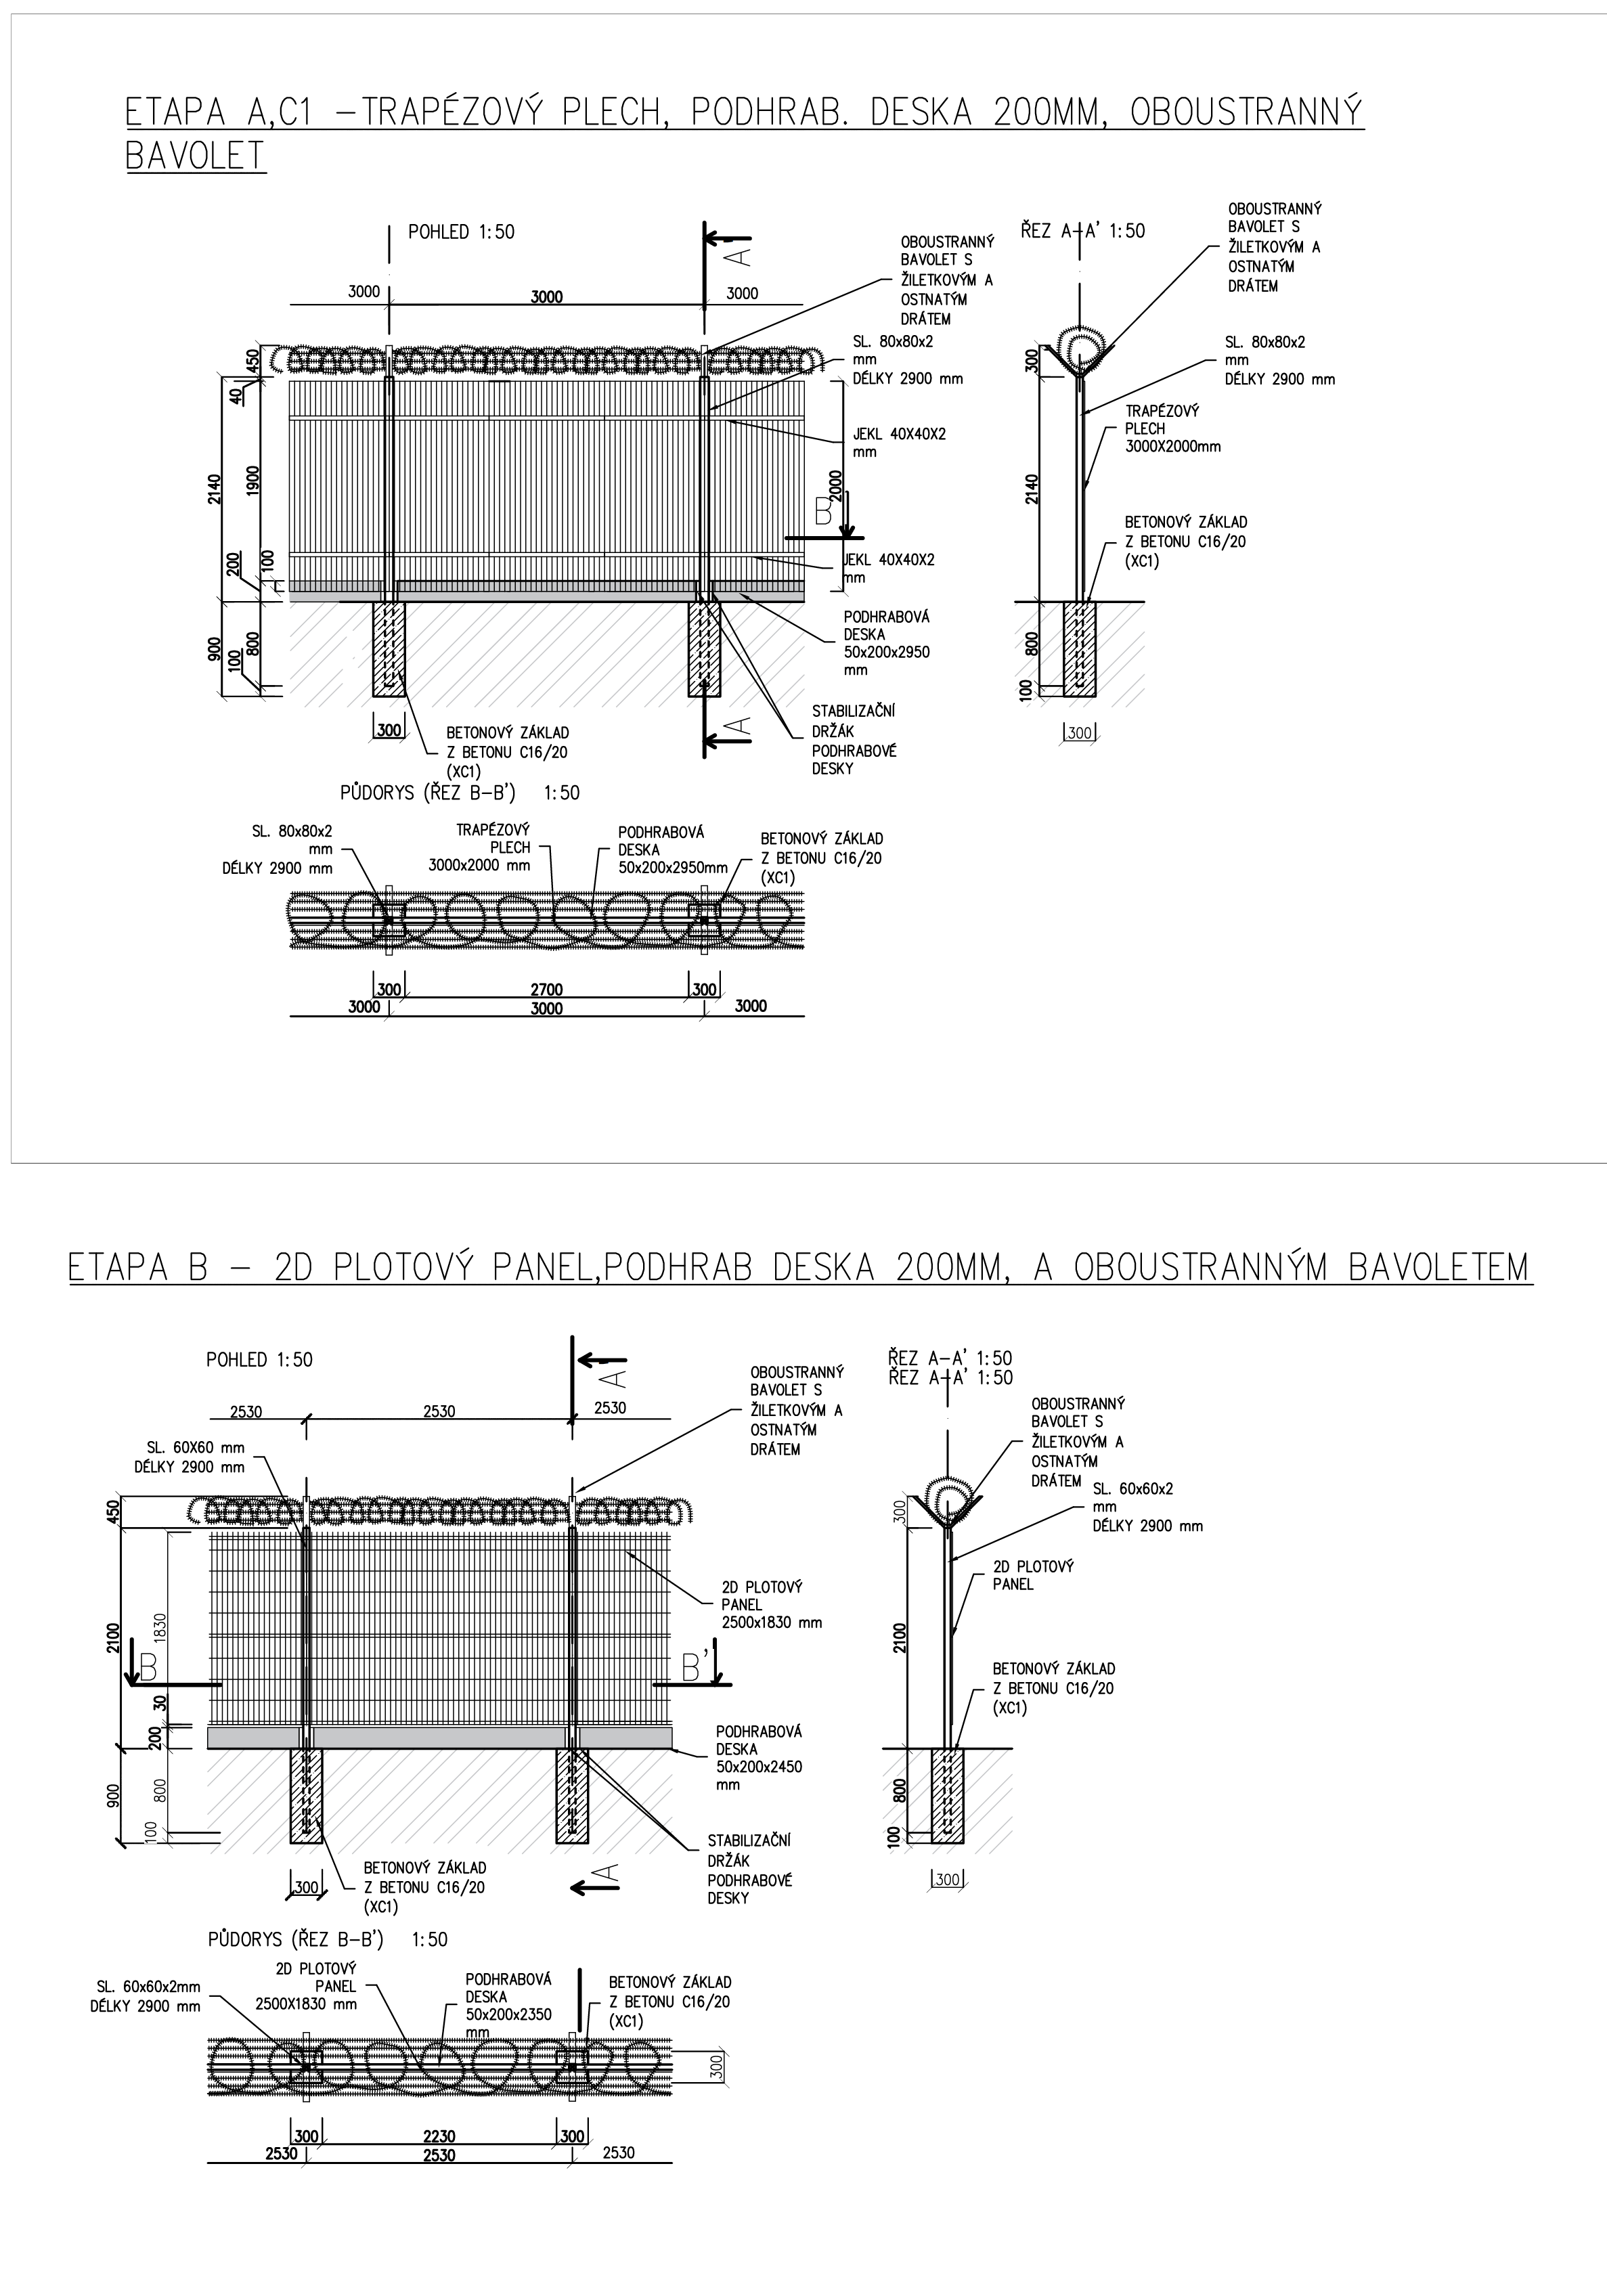 ETAPA A,C1 –TRAPÉZOVÝ PLECH, PODHRAB. DESKA 200MM, OBOUSTRANNÝ
BAVOLET
POHLED 1:50
A'
OBOUSTRANNÝ
BAVOLET S
ŽILETKOVÝM A
OSTNATÝM
DRÁTEM
ŘEZ A–A' 1:50
OBOUSTRANNÝ
BAVOLET S
ŽILETKOVÝM A
OSTNATÝM
DRÁTEM
3000
3000
3000
450
40
2140
1900
200
100
900
800
100
2000
SL. 80x80x2
mm
DÉLKY 2900 mm
JEKL 40X40X2
mm
B'
JEKL 40X40X2
mm
PODHRABOVÁ
DESKA
50x200x2950
mm
STABILIZAČNÍ
DRŽÁK
PODHRABOVÉ
DESKY
300
BETONOVÝ ZÁKLAD
Z BETONU C16/20
(XC1)
A
300
2140
800
100
300
SL. 80x80x2
mm
DÉLKY 2900 mm
TRAPÉZOVÝ
PLECH
3000X2000mm
BETONOVÝ ZÁKLAD
Z BETONU C16/20
(XC1)
PŮDORYS (ŘEZ B–B') 1:50
SL. 80x80x2
mm
DÉLKY 2900 mm
TRAPÉZOVÝ
PLECH
3000x2000 mm
PODHRABOVÁ
DESKA
50x200x2950mm
BETONOVÝ ZÁKLAD
Z BETONU C16/20
(XC1)
300
2700
300
3000
3000
3000
ETAPA B – 2D PLOTOVÝ PANEL,PODHRAB DESKA 200MM, A OBOUSTRANNÝM BAVOLETEM
POHLED 1:50
A'
OBOUSTRANNÝ
BAVOLET S
ŽILETKOVÝM A
OSTNATÝM
DRÁTEM
ŘEZ A–A' 1:50
ŘEZ A–A' 1:50
OBOUSTRANNÝ
BAVOLET S
ŽILETKOVÝM A
OSTNATÝM
DRÁTEM
2530
2530
2530
SL. 60X60 mm
DÉLKY 2900 mm
450
2100
1830
30
200
900
800
100
B
B'
2D PLOTOVÝ
PANEL
2500x1830 mm
PODHRABOVÁ
DESKA
50x200x2450
mm
STABILIZAČNÍ
DRŽÁK
PODHRABOVÉ
DESKY
300
BETONOVÝ ZÁKLAD
Z BETONU C16/20
(XC1)
A
300
2100
800
100
300
SL. 60x60x2
mm
DÉLKY 2900 mm
2D PLOTOVÝ
PANEL
BETONOVÝ ZÁKLAD
Z BETONU C16/20
(XC1)
PŮDORYS (ŘEZ B–B') 1:50
SL. 60x60x2mm
DÉLKY 2900 mm
2D PLOTOVÝ
PANEL
2500X1830 mm
PODHRABOVÁ
DESKA
50x200x2350
mm
BETONOVÝ ZÁKLAD
Z BETONU C16/20
(XC1)
300
300
2230
300
2530
2530
2530